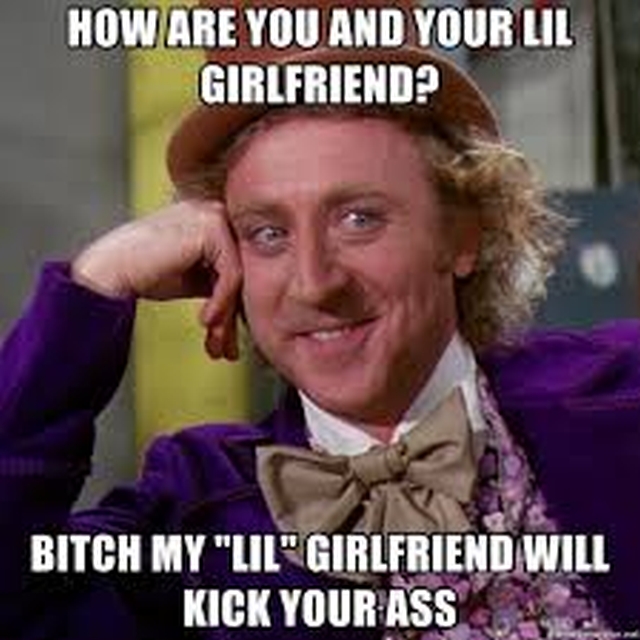 HOW ARE YOU AND YOUR LIL
GIRLFRIEND?
BITCH MY "LIL" GIRLFRIEND WILL
KICK YOUR ASS